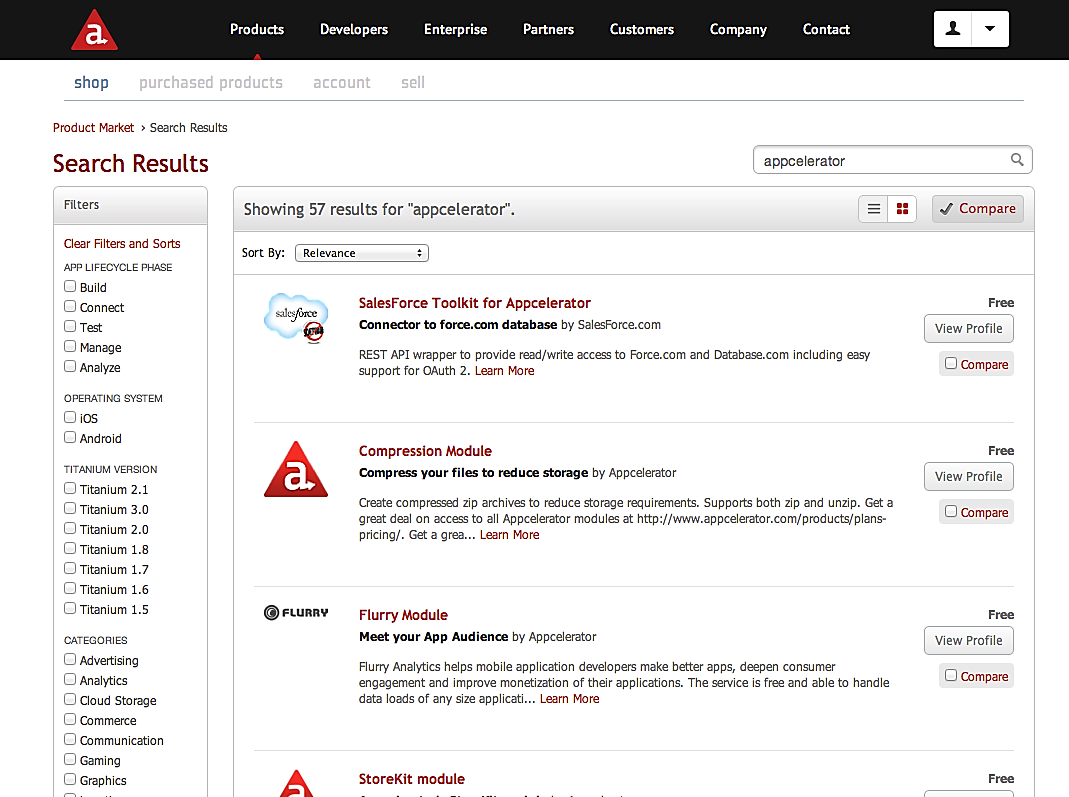 a
Products Developers Enterprise Partners Customers Company Contact
shop purchased products account sell
Product Market › Search Results
Search Results
appcelerator
Filters
Clear Filters and Sorts
APP LIFECYCLE PHASE
Build
Connect
Test
Manage
Analyze
OPERATING SYSTEM
iOS
Android
TITANIUM VERSION
Titanium 2.1
Titanium 3.0
Titanium 2.0
Titanium 1.8
Titanium 1.7
Titanium 1.6
Titanium 1.5
CATEGORIES
Advertising
Analytics
Cloud Storage
Commerce
Communication
Gaming
Graphics
Showing 57 results for "appcelerator".
Compare
Sort By: Relevance
salesforce
SalesForce Toolkit for Appcelerator
Free
Connector to force.com database by SalesForce.com
View Profile
REST API wrapper to provide read/write access to Force.com and Database.com including easy
support for OAuth 2. Learn More
Compare
a
Compression Module
Free
Compress your files to reduce storage by Appcelerator
View Profile
Create compressed zip archives to reduce storage requirements. Supports both zip and unzip. Get a
great deal on access to all Appcelerator modules at http://www.appcelerator.com/products/plans-
pricing/. Get a grea... Learn More
Compare
FLURRY
Flurry Module
Free
Meet your App Audience by Appcelerator
View Profile
Flurry Analytics helps mobile application developers make better apps, deepen consumer
engagement and improve monetization of their applications. The service is free and able to handle
data loads of any size applicati... Learn More
Compare
a
StoreKit module
Free